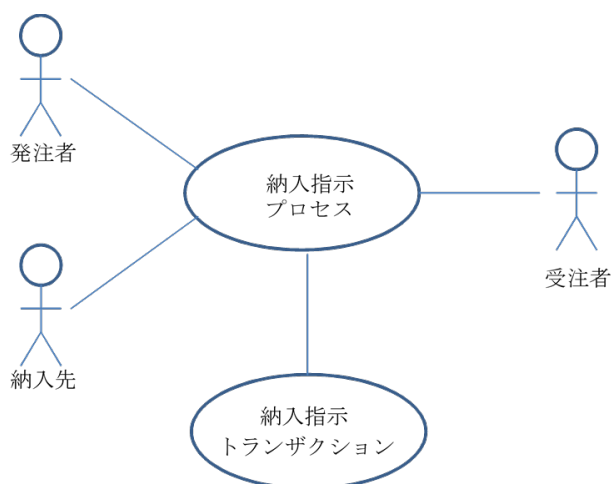 発注者
納入指示
プロセス
受注者
納入先
納入指示
トランザクション